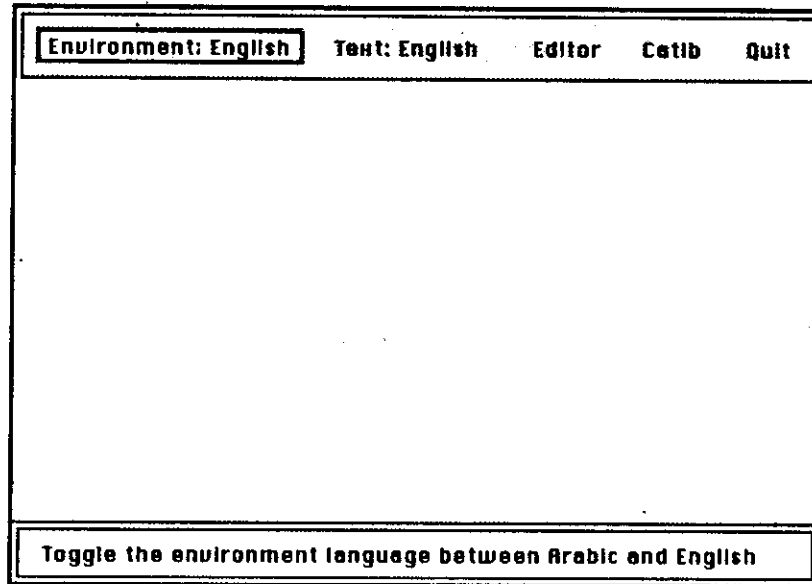 Environment: English Text: English Editor Catib Quit
Toggle the environment language between Arabic and English